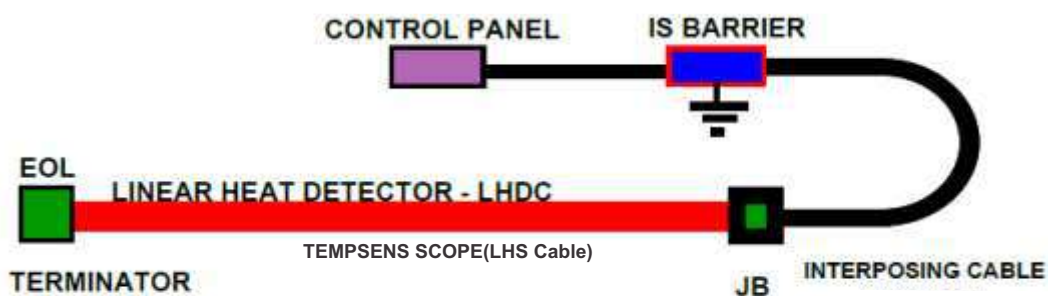 CONTROL PANEL
IS BARRIER
EOL
LINEAR HEAT DETECTOR - LHDC
TEMPSENS SCOPE(LHS Cable)
TERMINATOR
JB
INTERPOSING CABLE